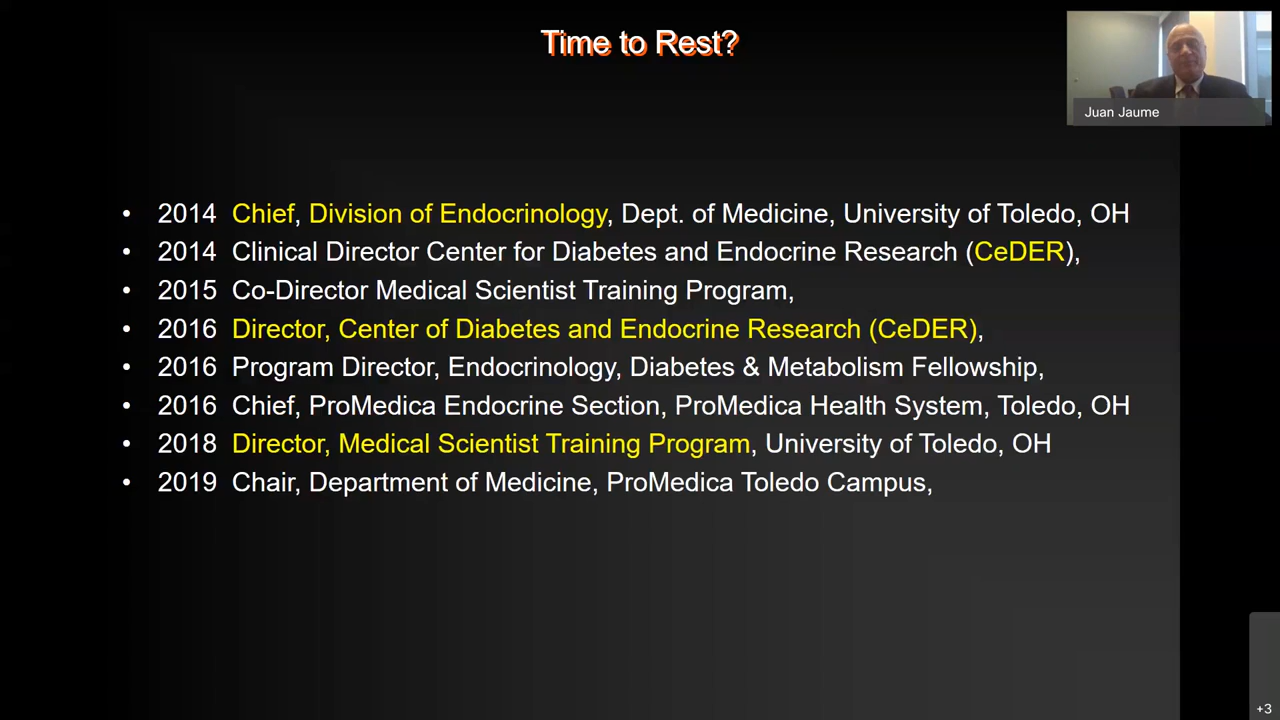 Time to Rest?
Juan Jaume
• 2014 Chief, Division of Endocrinology, Dept. of Medicine, University of Toledo, OH
• 2014 Clinical Director Center for Diabetes and Endocrine Research (CeDER),
• 2015 Co-Director Medical Scientist Training Program,
• 2016 Director, Center of Diabetes and Endocrine Research (CeDER),
• 2016 Program Director, Endocrinology, Diabetes & Metabolism Fellowship,
• 2016 Chief, ProMedica Endocrine Section, ProMedica Health System, Toledo, OH
• 2018 Director, Medical Scientist Training Program, University of Toledo, OH
• 2019 Chair, Department of Medicine, ProMedica Toledo Campus,
+3